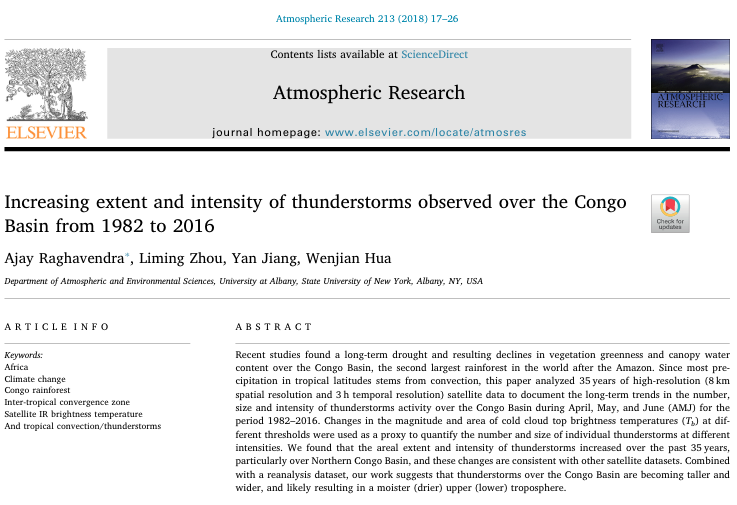 Atmospheric Research 213 (2018) 17–26
Contents lists available at ScienceDirect
Atmospheric Research
journal homepage: www.elsevier.com/locate/atmosres
ELSEVIER
ATMOSPHERIC
RESEARCH
Increasing extent and intensity of thunderstorms observed over the Congo
Basin from 1982 to 2016
Check for
updates
Ajay Raghavendra*, Liming Zhou, Yan Jiang, Wenjian Hua
Department of Atmospheric and Environmental Sciences, University at Albany, State University of New York, Albany, NY, USA
ARTICLE INFO
Keywords:
Africa
Climate change
Congo rainforest
Inter-tropical convergence zone
Satellite IR brightness temperature
And tropical convection/thunderstorms
ABSTRACT
Recent studies found a long-term drought and resulting declines in vegetation greenness and canopy water
content over the Congo Basin, the second largest rainforest in the world after the Amazon. Since most pre-
cipitation in tropical latitudes stems from convection, this paper analyzed 35 years of high-resolution (8 km
spatial resolution and 3 h temporal resolution) satellite data to document the long-term trends in the number,
size and intensity of thunderstorms activity over the Congo Basin during April, May, and June (AMJ) for the
period 1982–2016. Changes in the magnitude and area of cold cloud top brightness temperatures (Tb) at dif-
ferent thresholds were used as a proxy to quantify the number and size of individual thunderstorms at different
intensities. We found that the areal extent and intensity of thunderstorms increased over the past 35 years,
particularly over Northern Congo Basin, and these changes are consistent with other satellite datasets. Combined
with a reanalysis dataset, our work suggests that thunderstorms over the Congo Basin are becoming taller and
wider, and likely resulting in a moister (drier) upper (lower) troposphere.